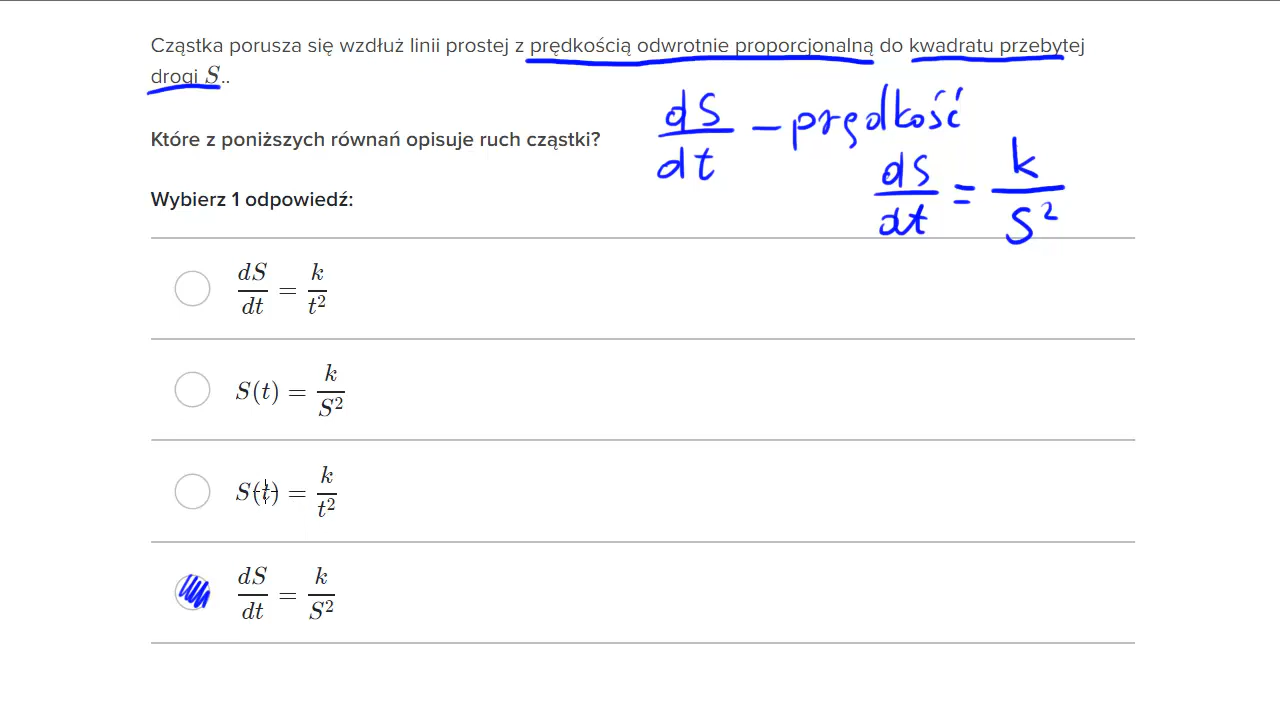 Cząstka porusza się wzdłuż linii prostej z prędkością odwrotnie proporcjonalną do kwadratu przebytej
drogi S..
dS/dt – prędkość
Które z poniższych równań opisuje ruch cząstki?
dS/dt = k/S²
Wybierz 1 odpowiedź:
dS/dt = k/t²
S(t) = k/S²
S(t) = k/t²
dS/dt = k/S²